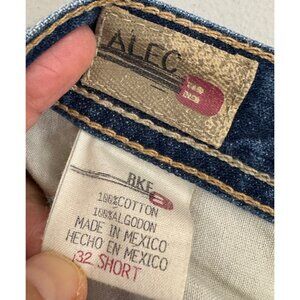 ALEC
BKE
100%COTTON
100%ALGODON
MADE IN MEXICO
HECHO EN MEXICO
32 SHORT